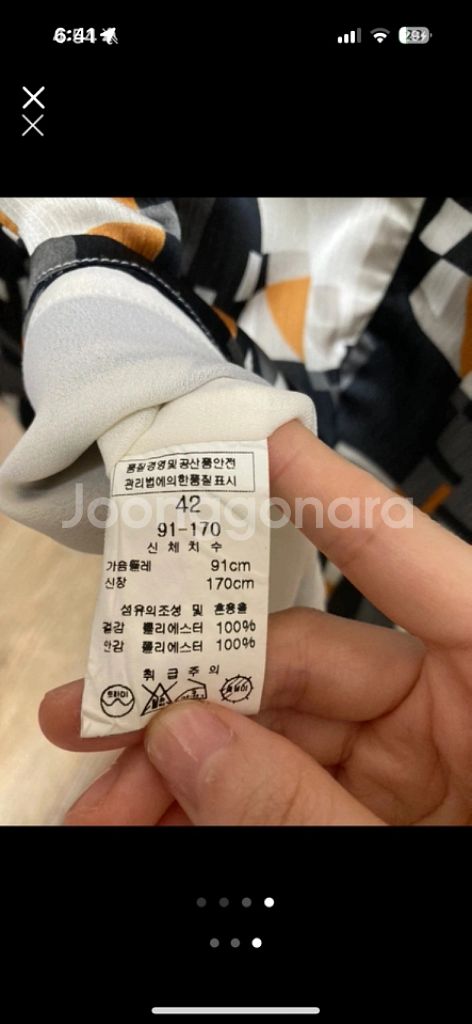 품질경영및공산품안전
관리법에의한품질표시
42
91-170
신체치수
가슴둘레 91cm
신장 170cm
섬유의조성 및 혼용율
겉감 폴리에스터 100%
안감 폴리에스터 100%
취급주의
드라이
Joonggonara